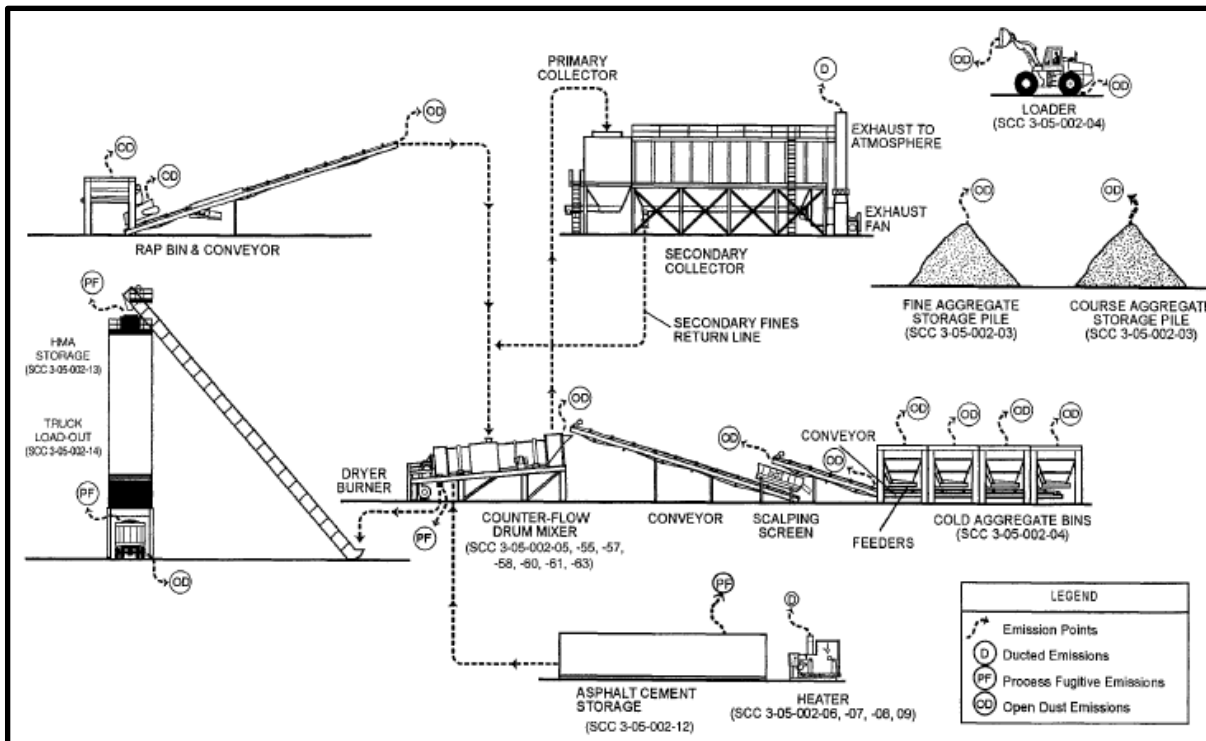 PRIMARY
COLLECTOR
D
OD
OD
LOADER
(SCC 3-05-002-04)
OD
OD
OD
EXHAUST TO
ATMOSPHERE
EXHAUST
FAN
RAP BIN & CONVEYOR
SECONDARY
COLLECTOR
OD
OD
FINE AGGREGATE
STORAGE PILE
(SCC 3-05-002-03)
COURSE AGGREGATE
STORAGE PILE
(SCC 3-05-002-03)
PF
HMA
STORAGE
(SCC 3-05-002-13)
TRUCK
LOAD-OUT
(SCC 3-05-002-14)
PF
OD
SECONDARY FINES
RETURN LINE
OD
OD
OD
OD
OD
OD
OD
CONVEYOR
DRYER
BURNER
PF
COUNTER-FLOW
DRUM MIXER
(SCC 3-05-002-05, -55, -57,
-58, -60, -61, -63)
CONVEYOR
SCALPING
SCREEN
FEEDERS
COLD AGGREGATE BINS
(SCC 3-05-002-04)
PF
D
ASPHALT CEMENT
STORAGE
(SCC 3-05-002-12)
HEATER
(SCC 3-05-002-06, -07, -08, 09)
LEGEND
Emission Points
D Ducted Emissions
PF Process Fugitive Emissions
OD Open Dust Emissions